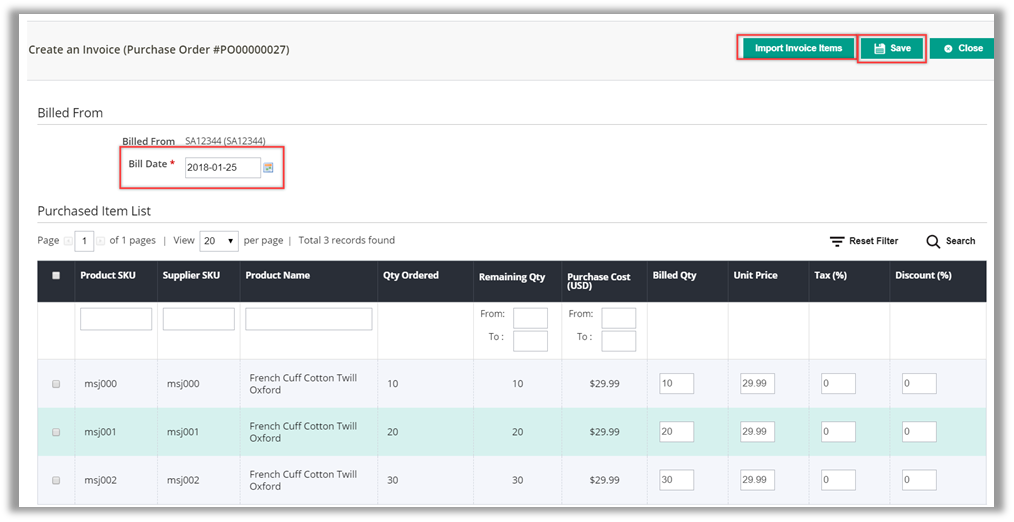 Create an Invoice (Purchase Order #PO00000027)
Import Invoice Items
Save
Close
Billed From
Billed From SA12344 (SA12344)
Bill Date * 2018-01-25
Purchased Item List
Page 1 of 1 pages | View 20 per page | Total 3 records found
Reset Filter
Search
Product SKU Supplier SKU Product Name Qty Ordered Remaining Qty Purchase Cost (USD) Billed Qty Unit Price Tax (%) Discount (%)
From: From:
To : To :
msj000 msj000 French Cuff Cotton Twill Oxford 10 10 $29.99 10 29.99 0 0
msj001 msj001 French Cuff Cotton Twill Oxford 20 20 $29.99 20 29.99 0 0
msj002 msj002 French Cuff Cotton Twill Oxford 30 30 $29.99 30 29.99 0 0